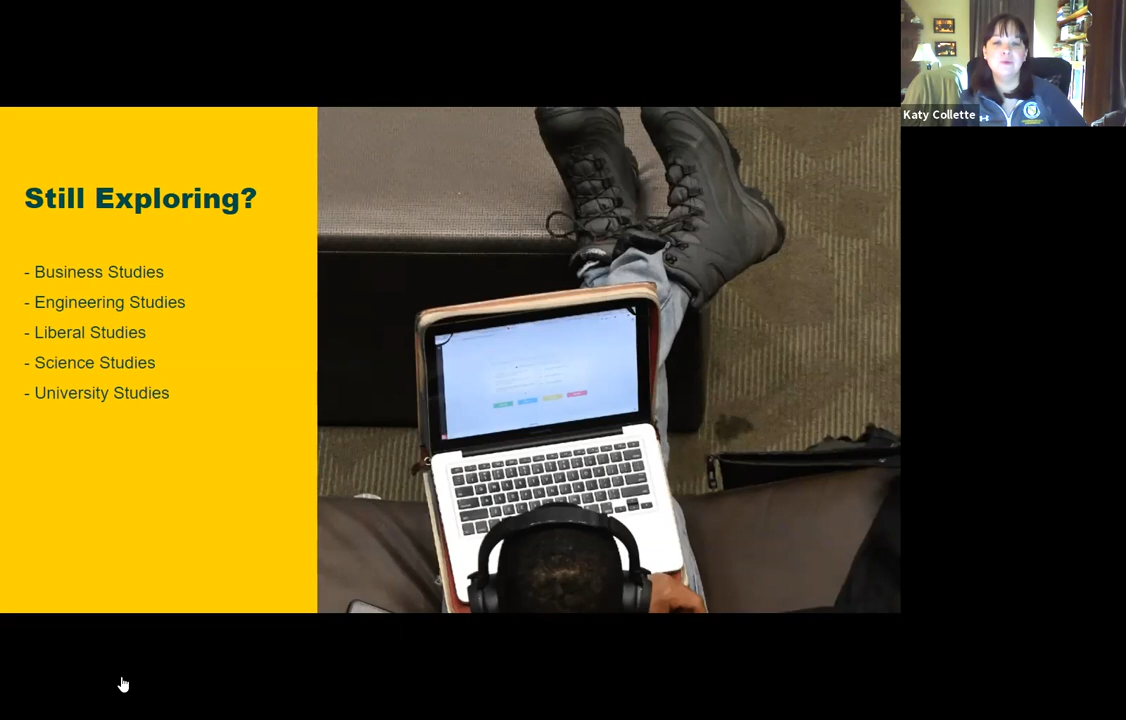 Still Exploring?
- Business Studies
- Engineering Studies
- Liberal Studies
- Science Studies
- University Studies
Katy Collette